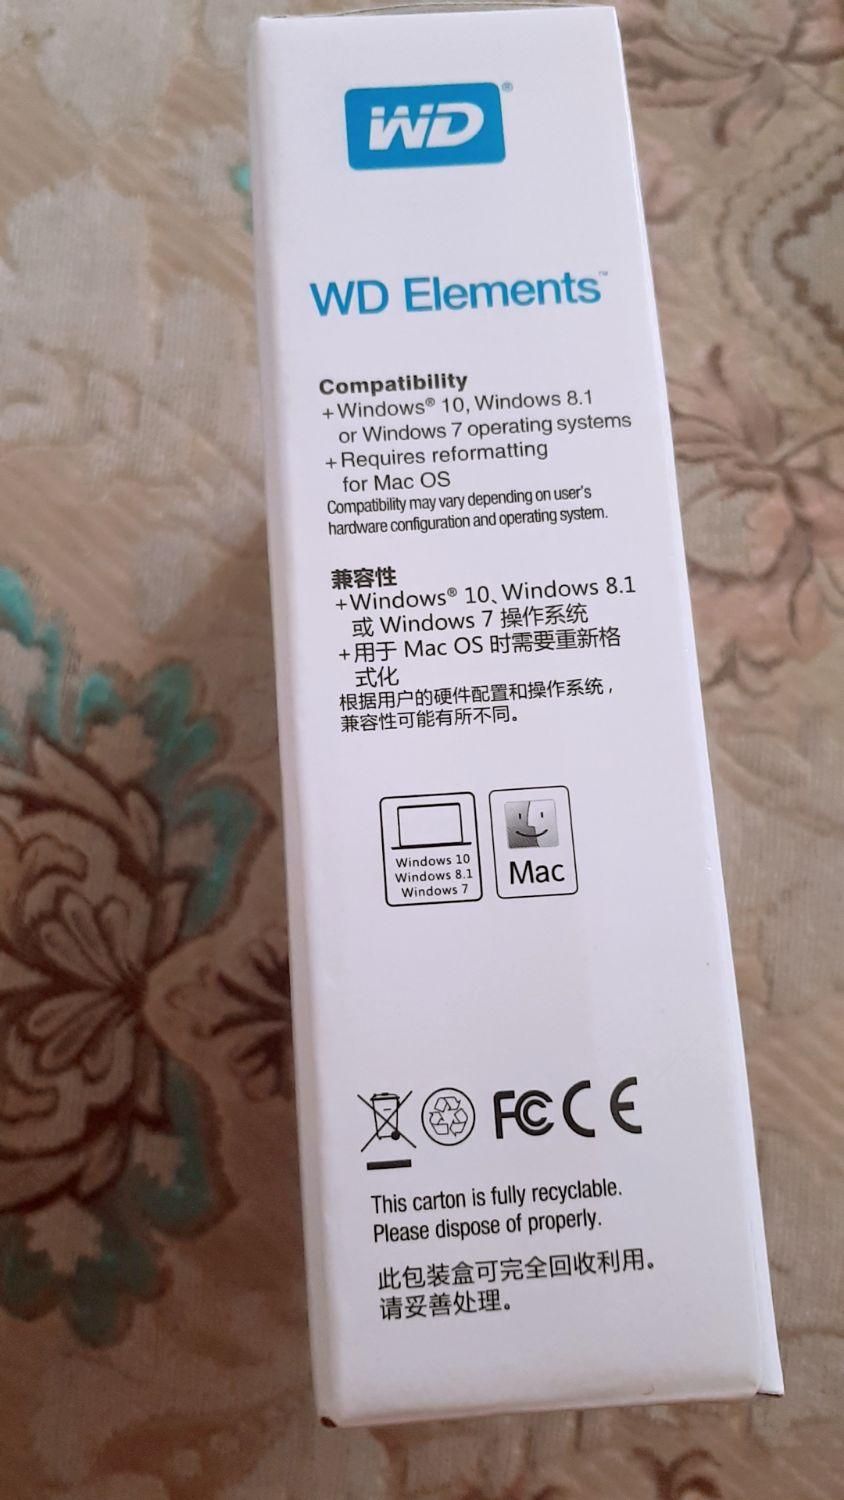 WD®
WD Elements™
Compatibility
+Windows® 10, Windows 8.1
or Windows 7 operating systems
+Requires reformatting
for Mac OS
Compatibility may vary depending on user's
hardware configuration and operating system.
兼容性
+Windows® 10、Windows 8.1
或 Windows 7 操作系统
+用于 Mac OS 时需要重新格
式化
根据用户的硬件配置和操作系统，
兼容性可能有所不同。
Windows 10
Windows 8.1
Windows 7
Mac
FC CE
This carton is fully recyclable.
Please dispose of properly.
此包装盒可完全回收利用。
请妥善处理。